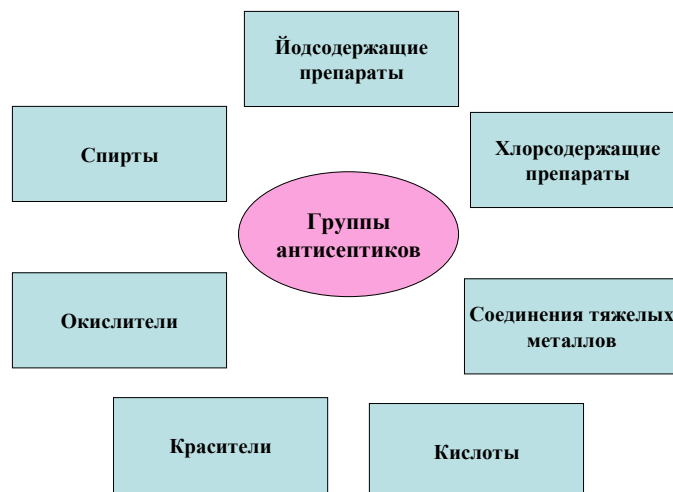 Йодсодержащие
препараты
Спирты
Хлорсодержащие
препараты
Группы
антисептиков
Окислители
Соединения тяжелых
металлов
Красители
Кислоты